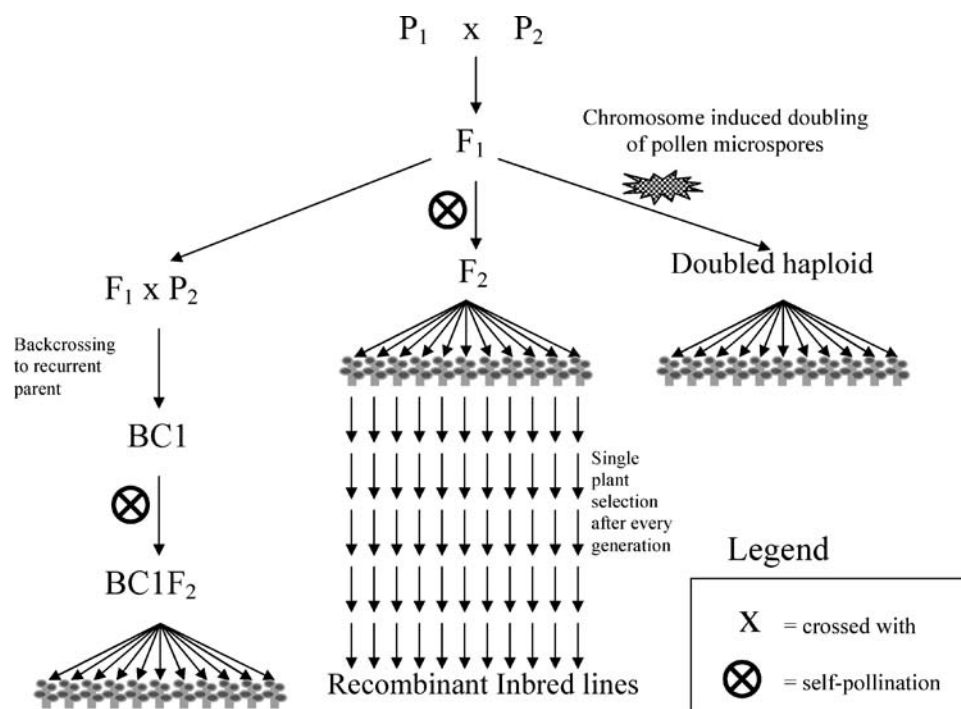 P₁ x P₂
Chromosome induced doubling
of pollen microspores
F₁
F₁ x P₂
F₂
Doubled haploid
Backcrossing
to recurrent
parent
BC1
Single
plant
selection
after every
generation
BC1F₂
Recombinant Inbred lines
Legend
X = crossed with
⊗ = self-pollination